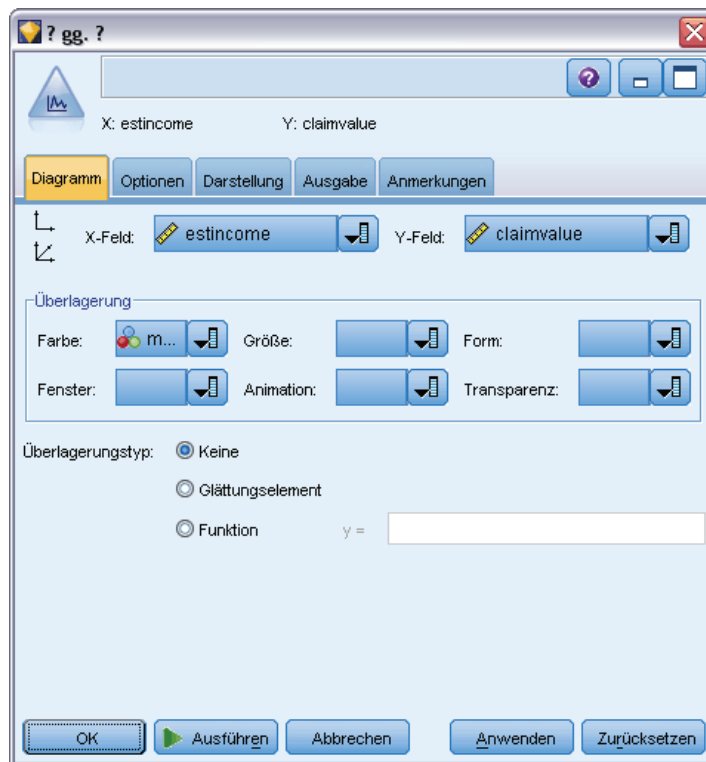 ? gg. ?
X: estincome Y: claimvalue
Diagramm Optionen Darstellung Ausgabe Anmerkungen
X-Feld: estincome Y-Feld: claimvalue
Überlagerung
Farbe: m... Größe: Form:
Fenster: Animation: Transparenz:
Überlagerungstyp: Keine
Glättungselement
Funktion y =
OK Ausführen Abbrechen Anwenden Zurücksetzen